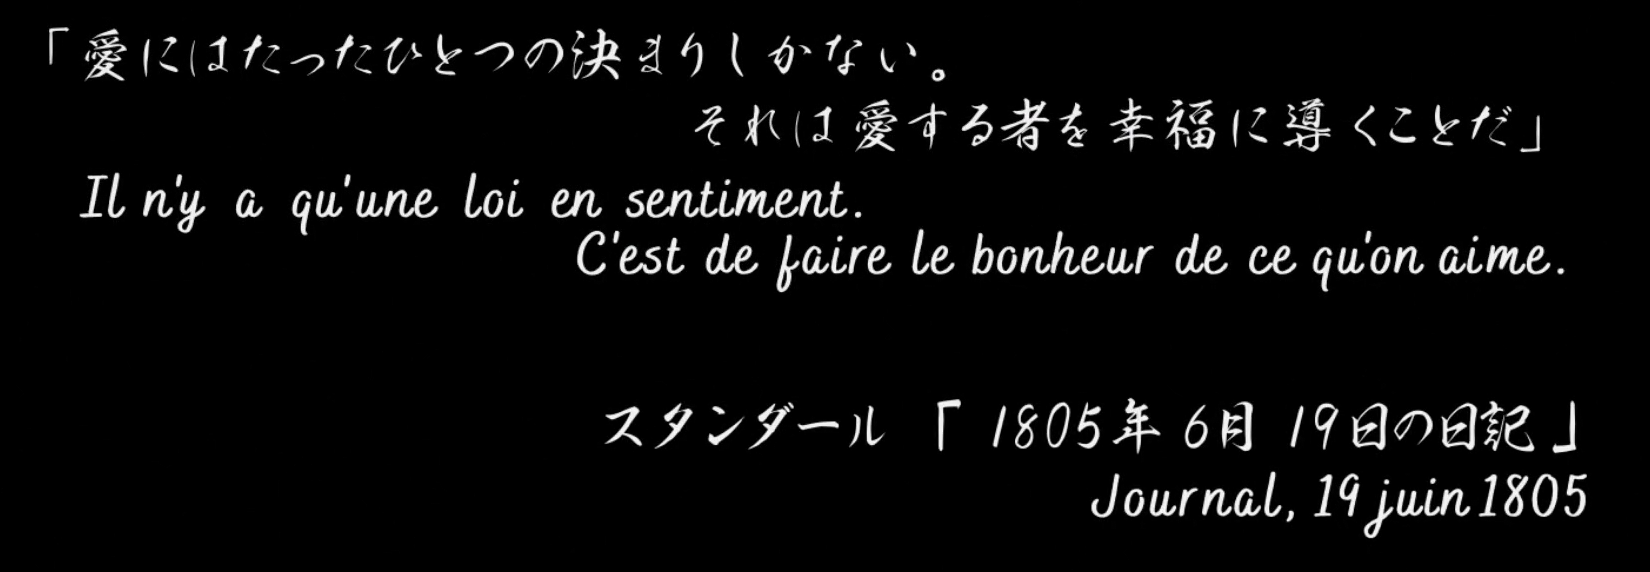 「愛にはたったひとつの決まりしかない。
それは愛する者を幸福に導くことだ」
Il n'y a qu'une loi en sentiment.
C'est de faire le bonheur de ce qu'on aime.
スタンダール「1805年6月19日の日記」
Journal, 19 juin 1805